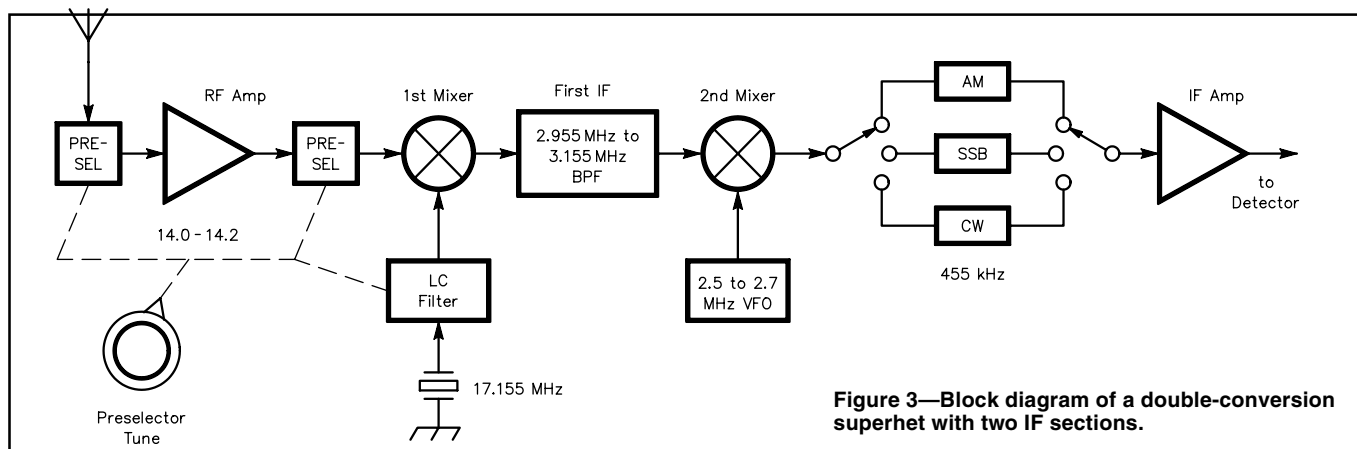 RF Amp
1st Mixer
First IF
2nd Mixer
AM
IF Amp
PRE-
SEL
PRE-
SEL
2.955 MHz to
3.155 MHz
BPF
SSB
to
Detector
14.0 - 14.2
CW
LC
Filter
2.5 to 2.7
MHz VFO
455 kHz
17.155 MHz
Preselector
Tune
Figure 3—Block diagram of a double-conversion
superhet with two IF sections.